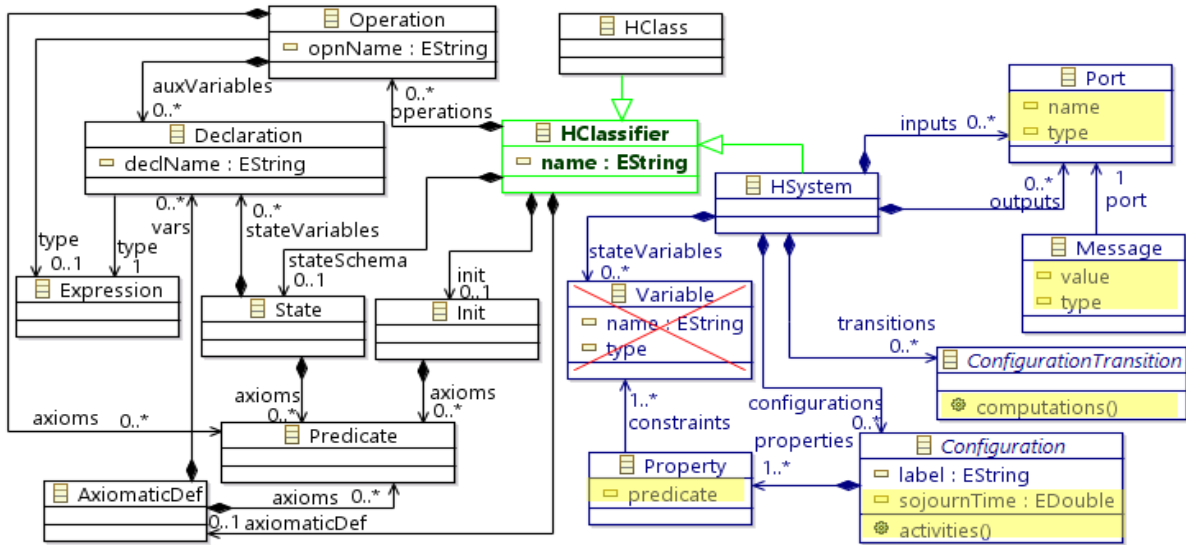 Operation
opnName : EString
HClass
Port
name
type
auxVariables
0..*
0..*
operations
inputs 0..*
Declaration
declName : EString
HClassifier
name : EString
HSystem
0..*
outputs
1
port
0..*
vars
0..*
stateVariables
type
0..1
type
1
stateSchema
0..1
init
0..1
stateVariables
0..*
Message
value
type
Expression
State
Init
Variable
name : EString
type
transitions
0..*
ConfigurationTransition
computations()
axioms
0..*
axioms
0..*
1..*
constraints
configurations
0..*
axioms 0..*
Predicate
properties
1..*
Configuration
label : EString
sojournTime : EDouble
activities()
Property
predicate
AxiomaticDef
axioms 0..*
0..1 axiomaticDef